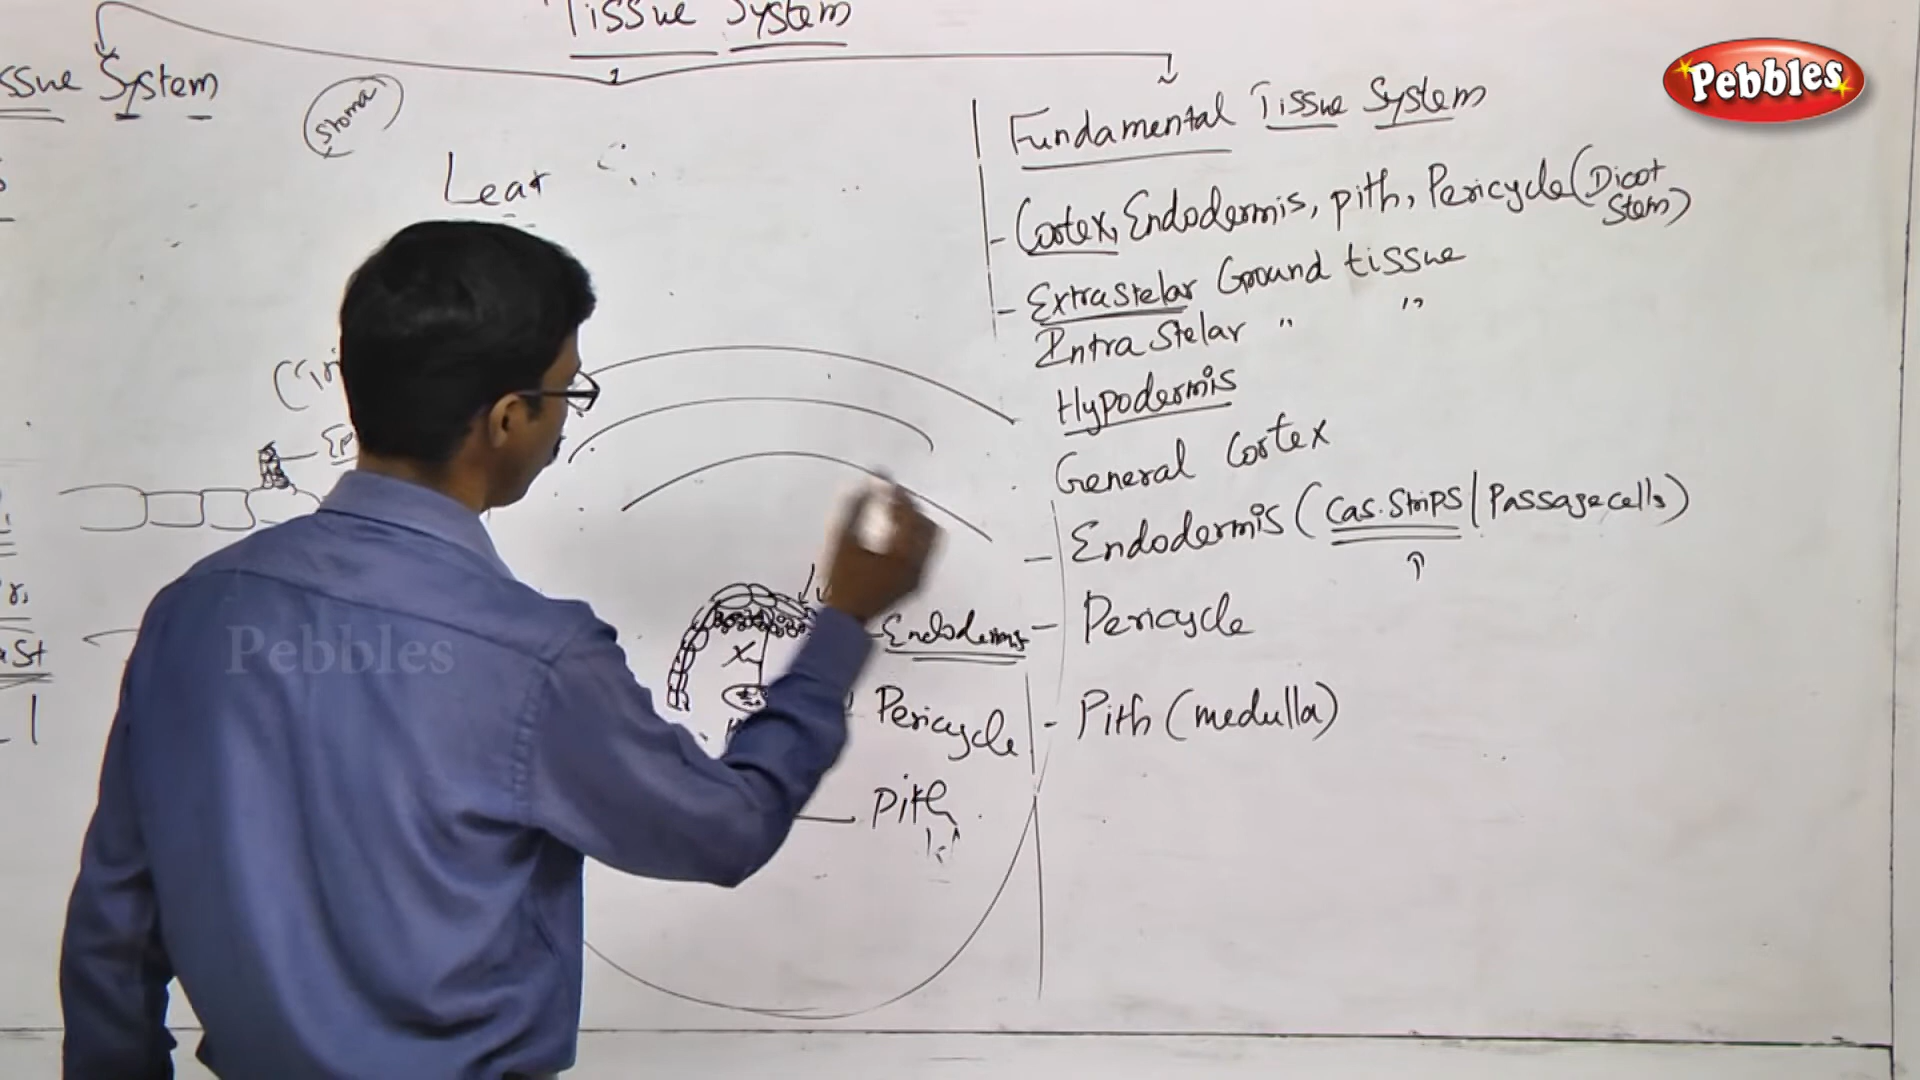 Tissue System
ssue System
Stoma
Leaf
Fundamental Tissue System
- Cortex, Endodermis, pith, Pericycle (Dicot
Stem)
- Extrastelar Ground tissue
Intra Stelar " "
Hypodermis
General Cortex
- Endodermis (Cas. Strips | Passage cells)
- Pericycle
- Pith (medulla)
Endodermis
Pericycle
Pith
X
Pebbles
Pebbles